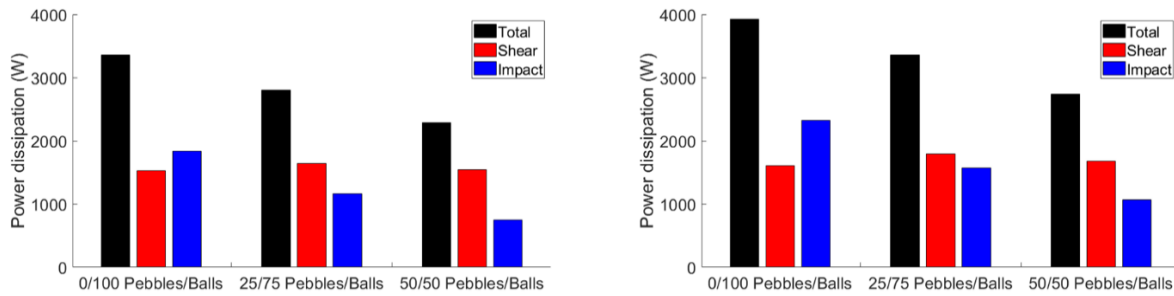 4000
3000
2000
1000
0
Power dissipation (W)
Total
Shear
Impact
0/100 Pebbles/Balls
25/75 Pebbles/Balls
50/50 Pebbles/Balls
4000
3000
2000
1000
0
Power dissipation (W)
Total
Shear
Impact
0/100 Pebbles/Balls
25/75 Pebbles/Balls
50/50 Pebbles/Balls